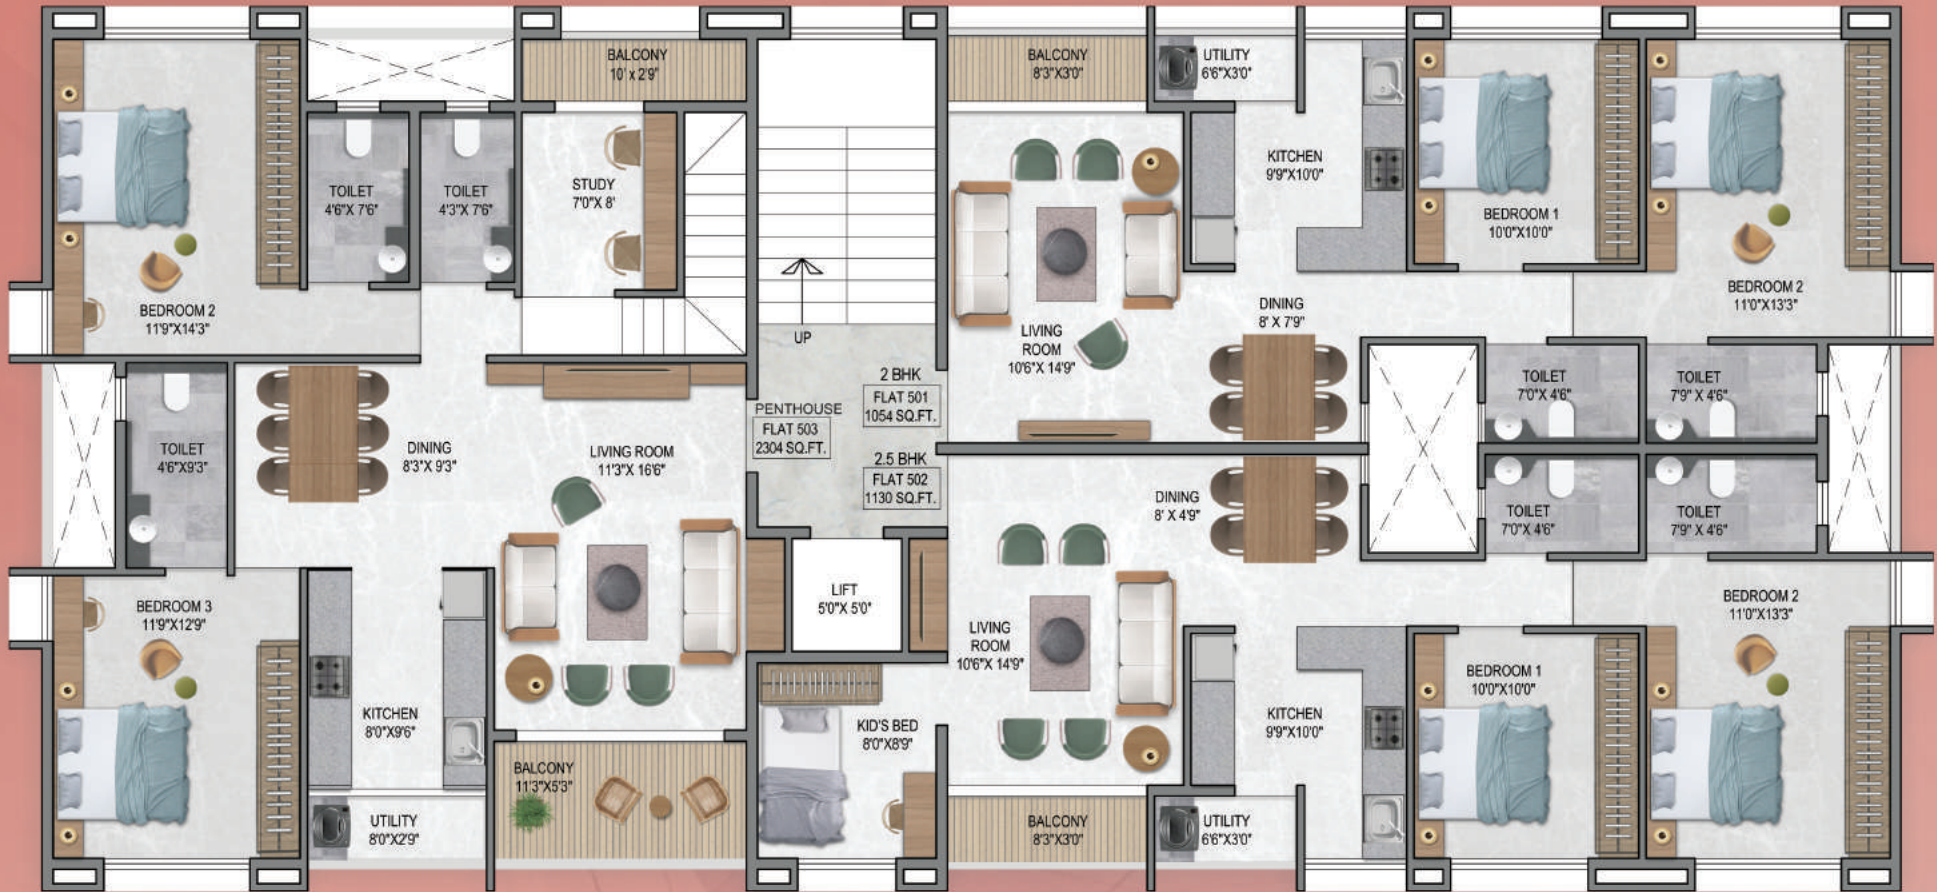 BALCONY
10' x 2'9"
BALCONY
8'3"X3'0"
UTILITY
6'6"X3'0"
TOILET
4'6"X 7'6"
TOILET
4'3"X 7'6"
STUDY
7'0"X 8'
KITCHEN
9'9"X10'0"
BEDROOM 1
10'0"X10'0"
BEDROOM 2
11'9"X14'3"
BEDROOM 2
11'0"X13'3"
DINING
8' X 7'9"
LIVING
ROOM
10'6"X 14'9"
UP
2 BHK
FLAT 501
1054 SQ.FT.
PENTHOUSE
FLAT 503
2304 SQ.FT.
2.5 BHK
FLAT 502
1130 SQ.FT.
TOILET
7'0"X 4'6"
TOILET
7'9" X 4'6"
TOILET
4'6"X9'3"
DINING
8'3"X 9'3"
LIVING ROOM
11'3"X 16'6"
DINING
8' X 4'9"
TOILET
7'0"X 4'6"
TOILET
7'9" X 4'6"
BEDROOM 3
11'9"X12'9"
LIFT
5'0"X 5'0"
LIVING
ROOM
10'6"X 14'9"
BEDROOM 2
11'0"X13'3"
BEDROOM 1
10'0"X10'0"
KITCHEN
8'0"X9'6"
KID'S BED
8'0"X8'9"
KITCHEN
9'9"X10'0"
BALCONY
11'3"X5'3"
UTILITY
8'0"X2'9"
BALCONY
8'3"X3'0"
UTILITY
6'6"X3'0"